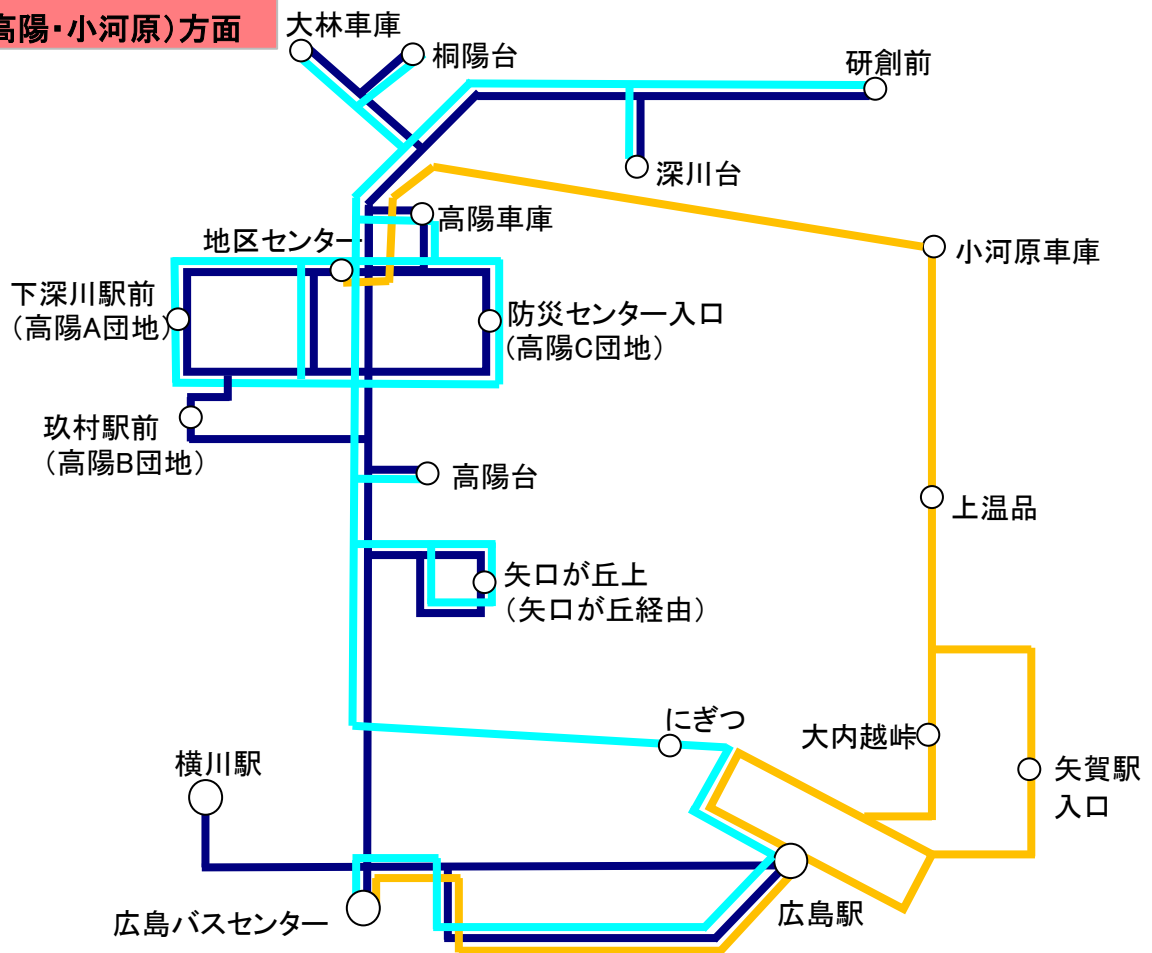 高陽・小河原）方面
大林車庫
桐陽台
研創前
深川台
高陽車庫
地区センター
小河原車庫
下深川駅前
（高陽A団地）
防災センター入口
(高陽C団地）
玖村駅前
（高陽B団地）
高陽台
上温品
矢口が丘上
（矢口が丘経由）
にぎつ
大内越峠
横川駅
矢賀駅
入口
広島バスセンター
広島駅